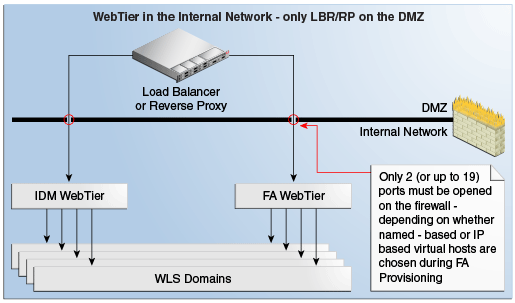 WebTier in the Internal Network - only LBR/RP on the DMZ
Load Balancer
or Reverse Proxy
DMZ
Internal Network
IDM WebTier
FA WebTier
Only 2 (or up to 19)
ports must be opened
on the firewall -
depending on whether
named - based or IP
based virtual hosts are
chosen during FA
Provisioning
WLS Domains